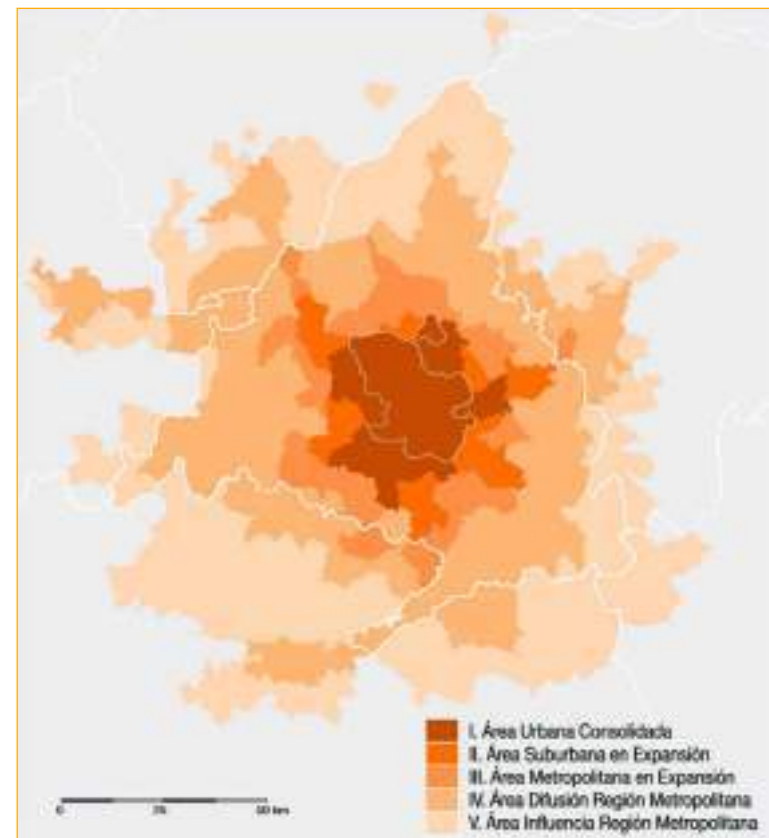 I. Área Urbana Consolidada
II. Área Suburbana en Expansión
III. Área Metropolitana en Expansión
IV. Área Difusión Región Metropolitana
V. Área Influencia Región Metropolitana
0 25 50 km